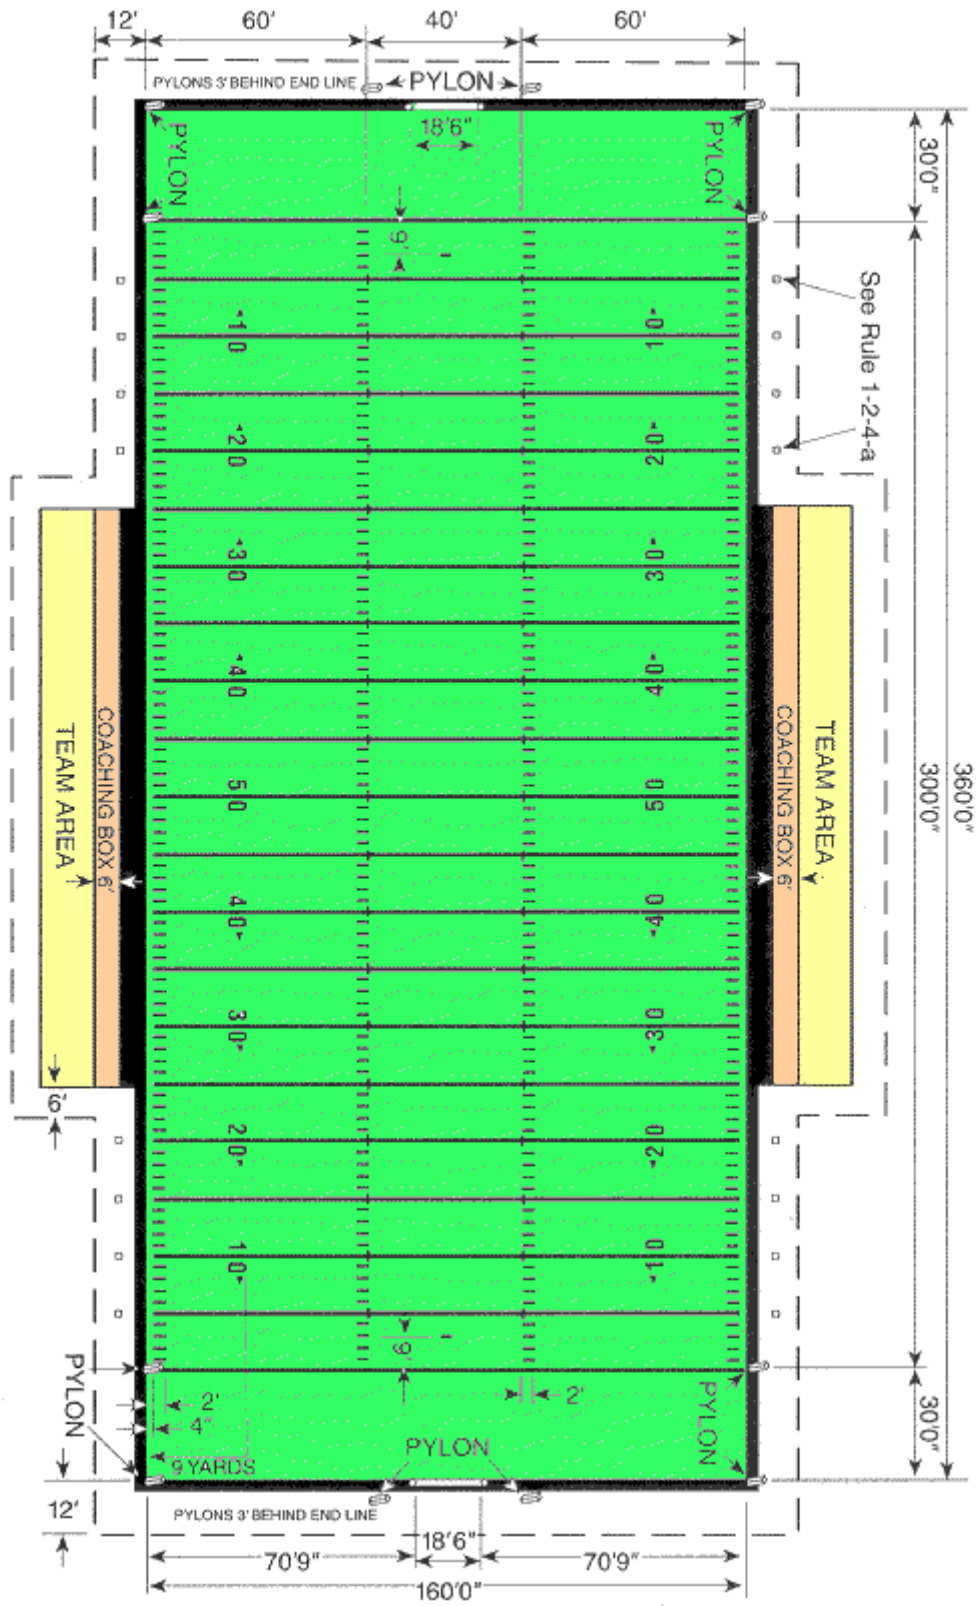 12'
60'
40'
60'
PYLONS 3' BEHIND END LINE
PYLON
18'6"
PYLON
PYLON
30'0"
6'
See Rule 1-2-4-a
10
10
20
20
30
30
40
40
50
50
TEAM AREA
COACHING BOX 6'
COACHING BOX 6'
TEAM AREA
300'0"
360'0"
40
40
30
30
6'
20
20
10
10
6'
PYLON
2'
4"
2'
PYLON
30'0"
9 YARDS
PYLON
12'
PYLONS 3' BEHIND END LINE
18'6"
70'9"
70'9"
160'0"